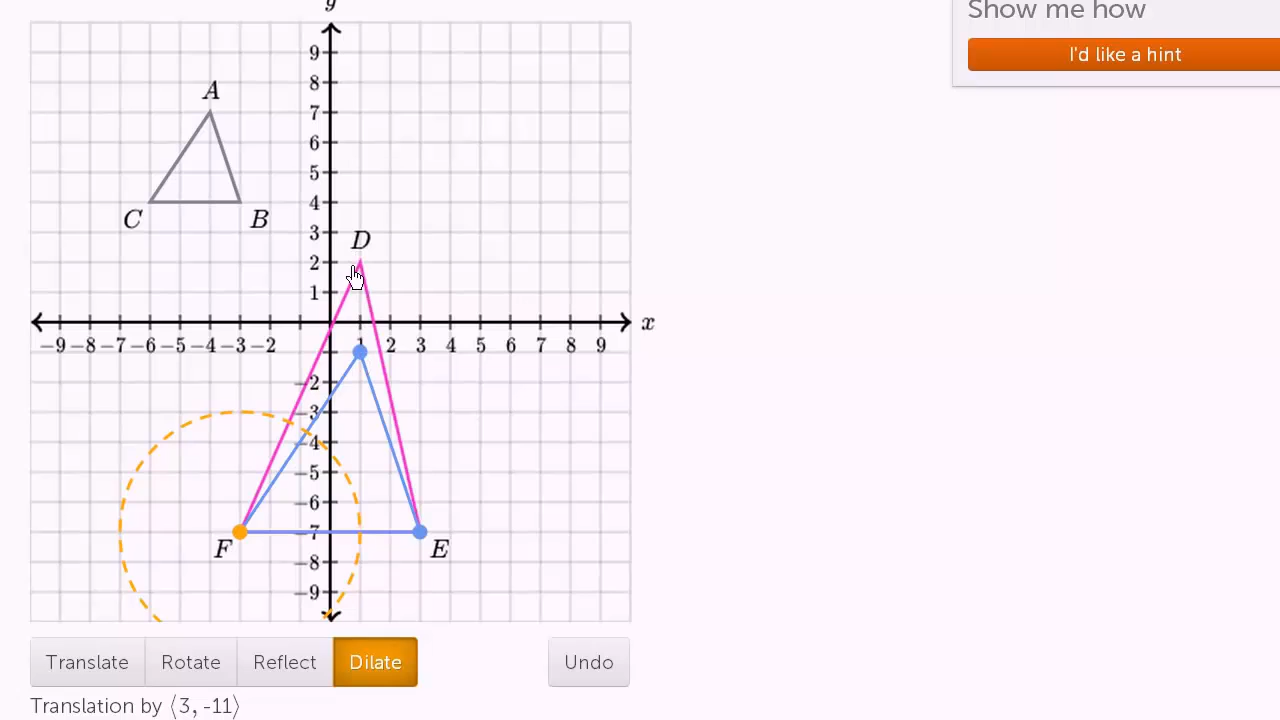 Show me how
I'd like a hint
y
9
8
A
7
6
5
4
C
B
3
D
2
1
x
−9 −8 −7 −6 −5 −4 −3 −2 1 2 3 4 5 6 7 8 9
−2
−3
−4
−5
−6
−7
F
E
−8
−9
Translate Rotate Reflect Dilate Undo
Translation by ⟨3, -11⟩